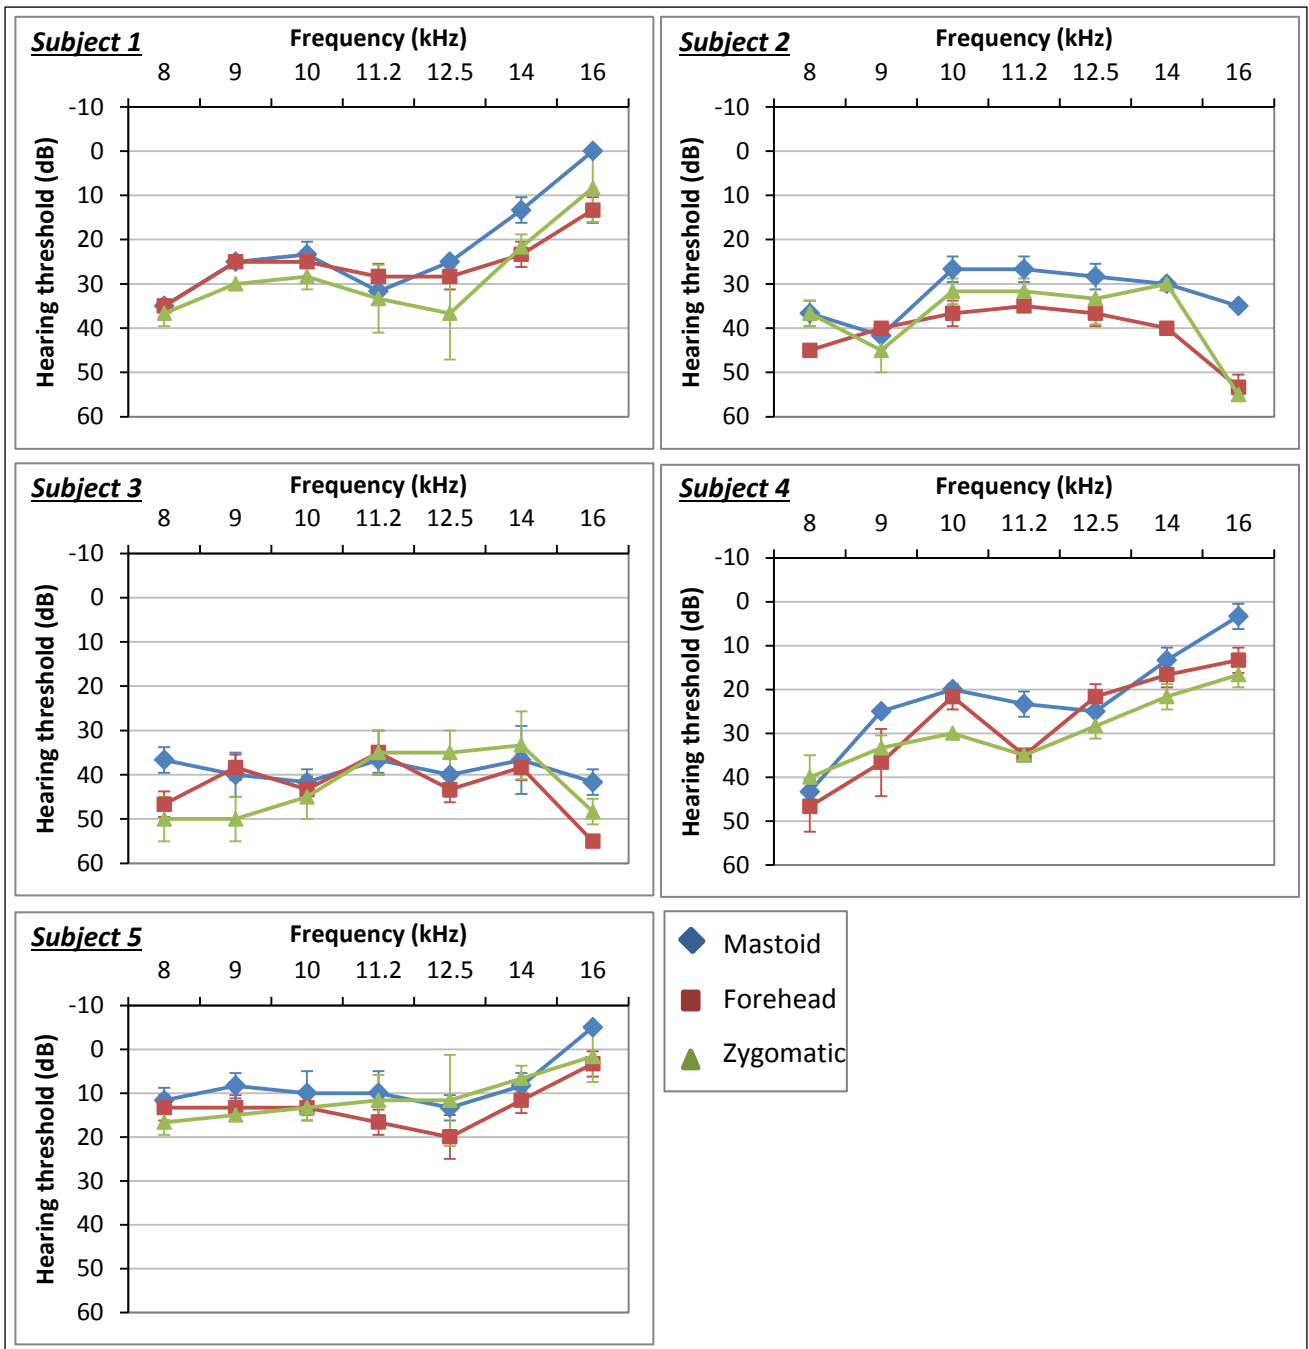 Subject 1
Frequency (kHz)
8 9 10 11.2 12.5 14 16
Hearing threshold (dB)
-10
0
10
20
30
40
50
60
Subject 2
Frequency (kHz)
8 9 10 11.2 12.5 14 16
Hearing threshold (dB)
-10
0
10
20
30
40
50
60
Subject 3
Frequency (kHz)
8 9 10 11.2 12.5 14 16
Hearing threshold (dB)
-10
0
10
20
30
40
50
60
Subject 4
Frequency (kHz)
8 9 10 11.2 12.5 14 16
Hearing threshold (dB)
-10
0
10
20
30
40
50
60
Subject 5
Frequency (kHz)
8 9 10 11.2 12.5 14 16
Hearing threshold (dB)
-10
0
10
20
30
40
50
60
Mastoid
Forehead
Zygomatic